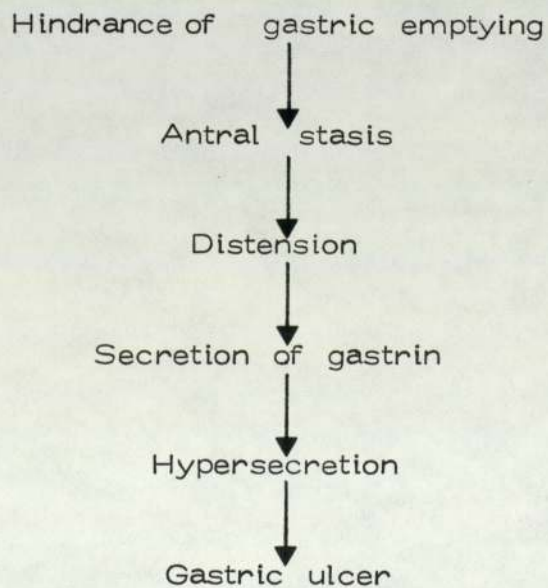 Hindrance of gastric emptying
Antral stasis
Distension
Secretion of gastrin
Hypersecretion
Gastric ulcer